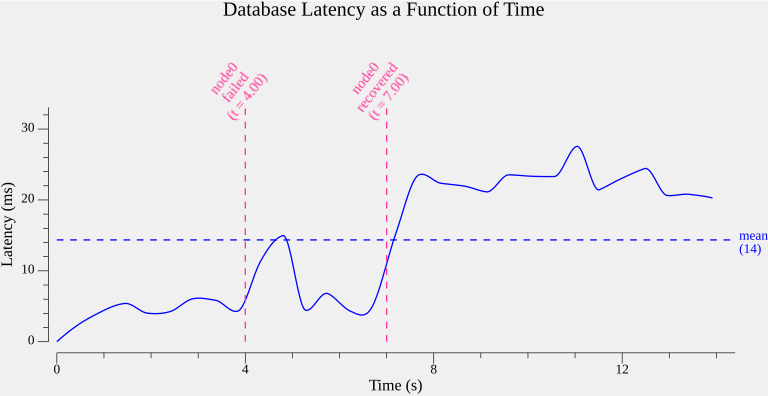 Database Latency as a Function of Time
node0
failed
(t = 4.00)
node0
recovered
(t = 7.00)
30
20
10
0
Latency (ms)
mean
(14)
0
4
8
12
Time (s)